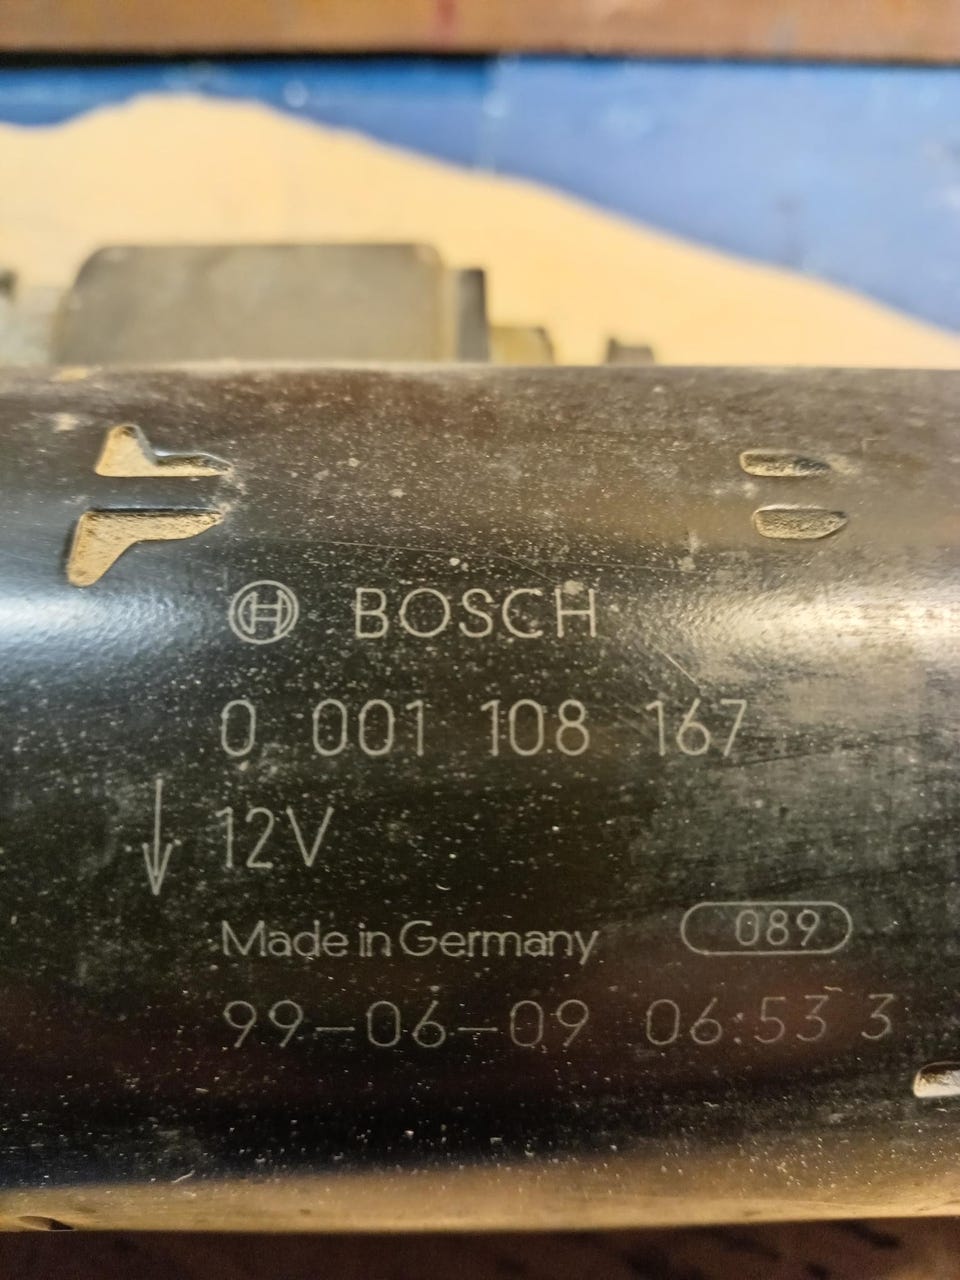 BOSCH
0 001 108 167
12V
Made in Germany 089
99-06-09 06:53 3